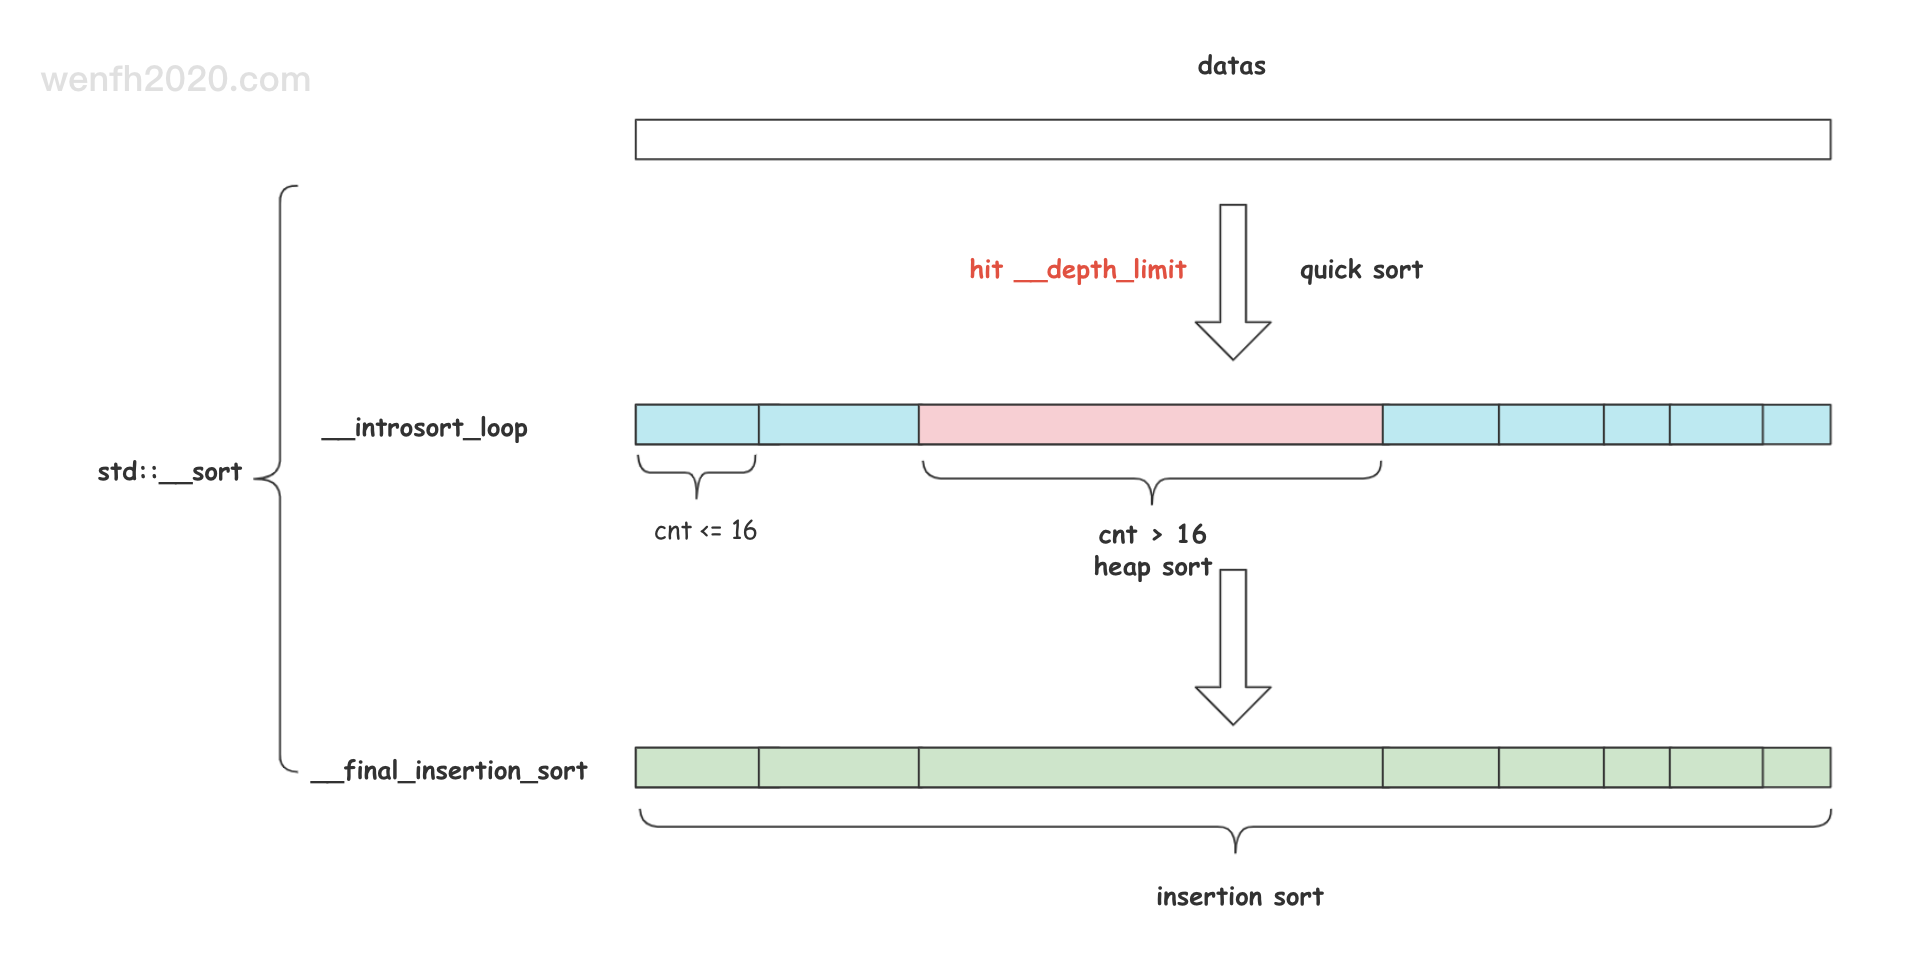 wenfh2020.com
datas
hit __depth_limit
quick sort
__introsort_loop
std::__sort
cnt <= 16
cnt > 16
heap sort
__final_insertion_sort
insertion sort